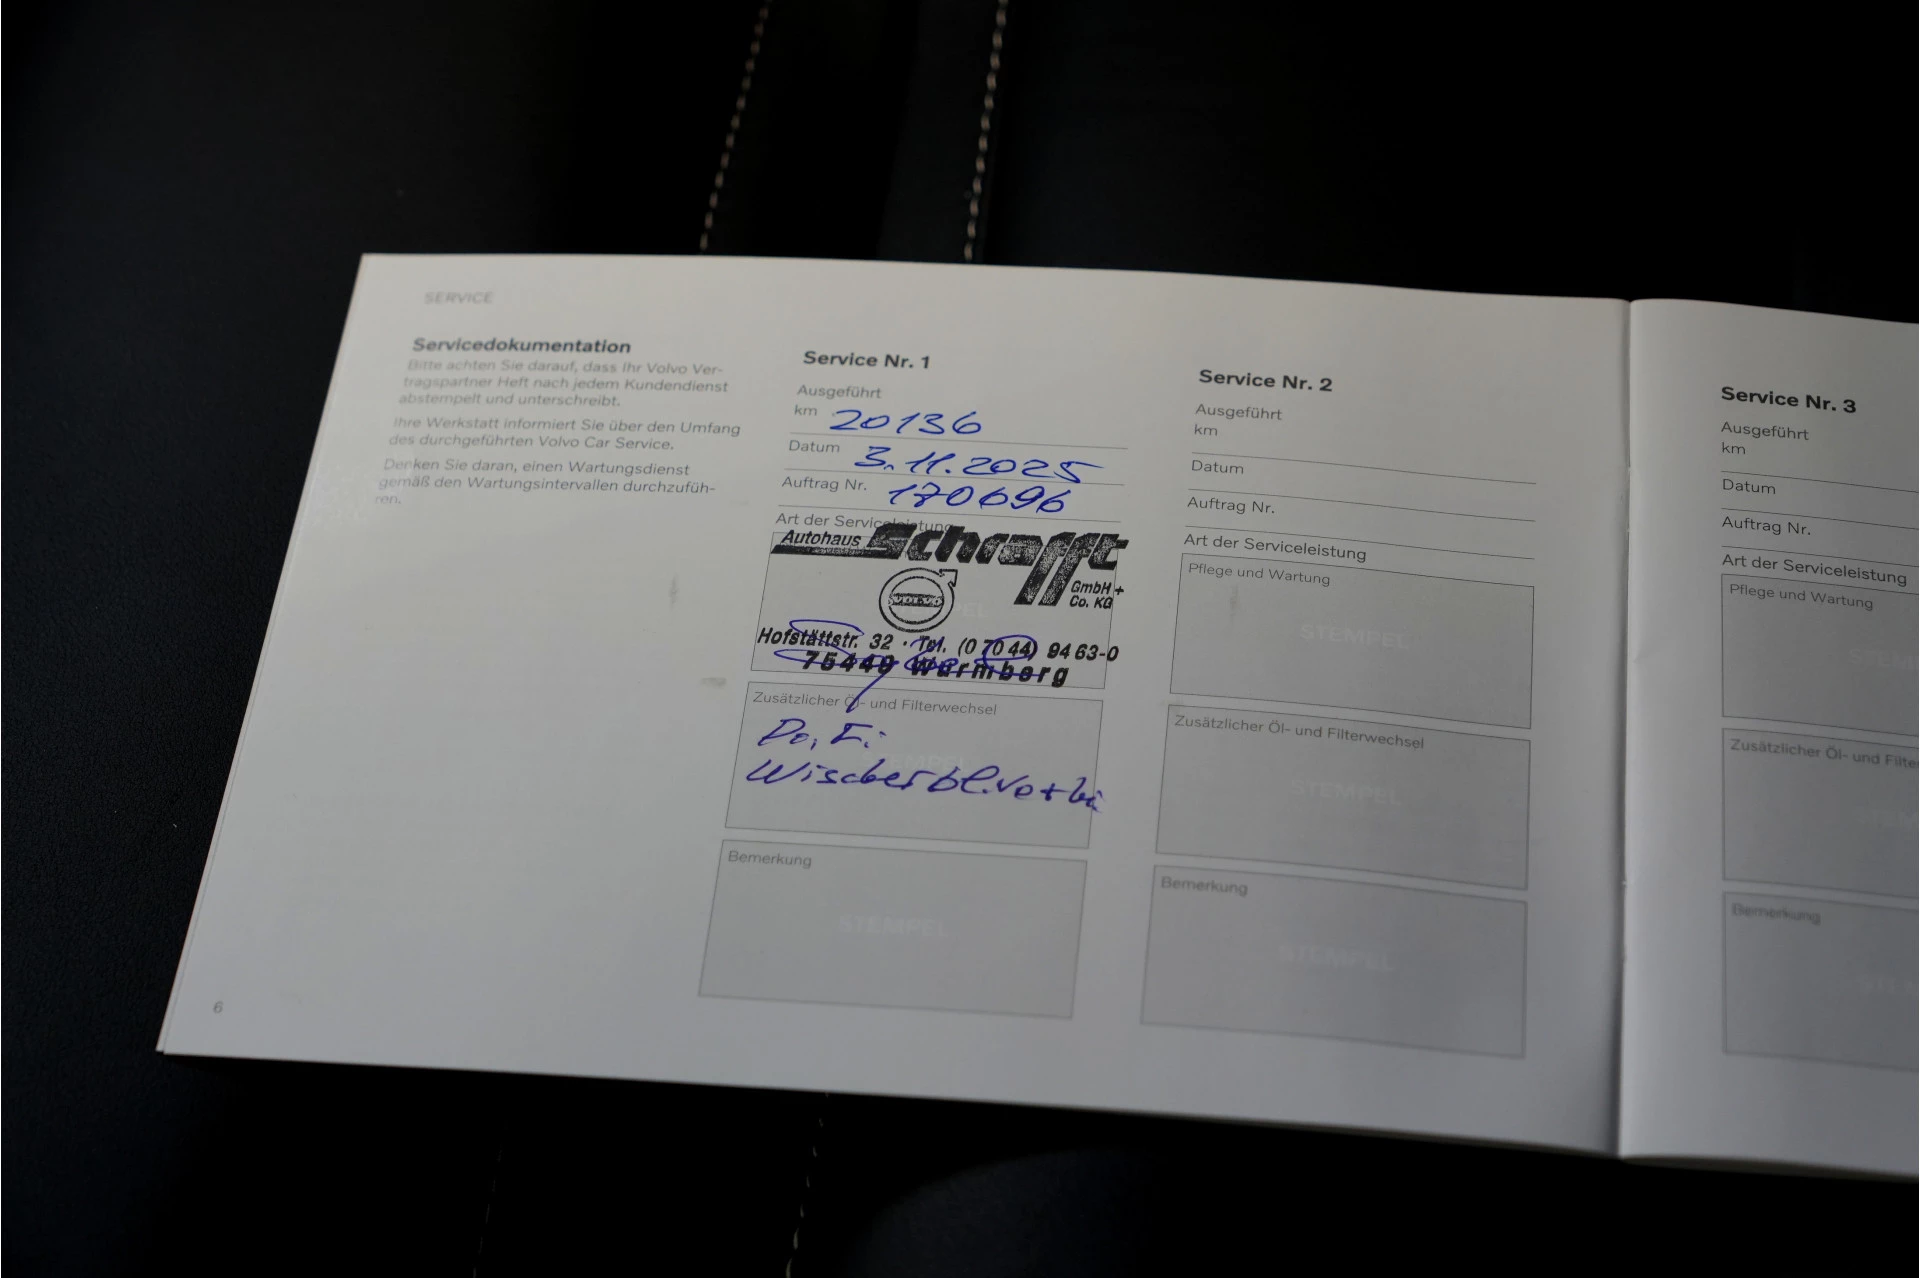 SERVICE
Servicedokumentation
Bitte achten Sie darauf, dass Ihr Volvo Ver-
tragspartner Heft nach jedem Kundendienst
abstempelt und unterschreibt.
Ihre Werkstatt informiert Sie über den Umfang
des durchgeführten Volvo Car Service.
Denken Sie daran, einen Wartungsdienst
gemäß den Wartungsintervallen durchzufüh-
ren.
6
Service Nr. 1
Ausgeführt
km 20136
Datum 3.11.2025
Auftrag Nr. 170696
Art der Serviceleistung
Autohaus Schrafft
GmbH +
Co. KG
VOLVO
Hofstättstr. 32 · Tel. (0 70 44) 94 63-0
75449 Wurmberg
Zusätzlicher Öl- und Filterwechsel
Wischerbl.
Bemerkung
STEMPEL
Service Nr. 2
Ausgeführt
km
Datum
Auftrag Nr.
Art der Serviceleistung
Pflege und Wartung
STEMPEL
Zusätzlicher Öl- und Filterwechsel
STEMPEL
Bemerkung
STEMPEL
Service Nr. 3
Ausgeführt
km
Datum
Auftrag Nr.
Art der Serviceleistung
Pflege und Wartung
Zusätzlicher Öl- und Filte
Bemerkung